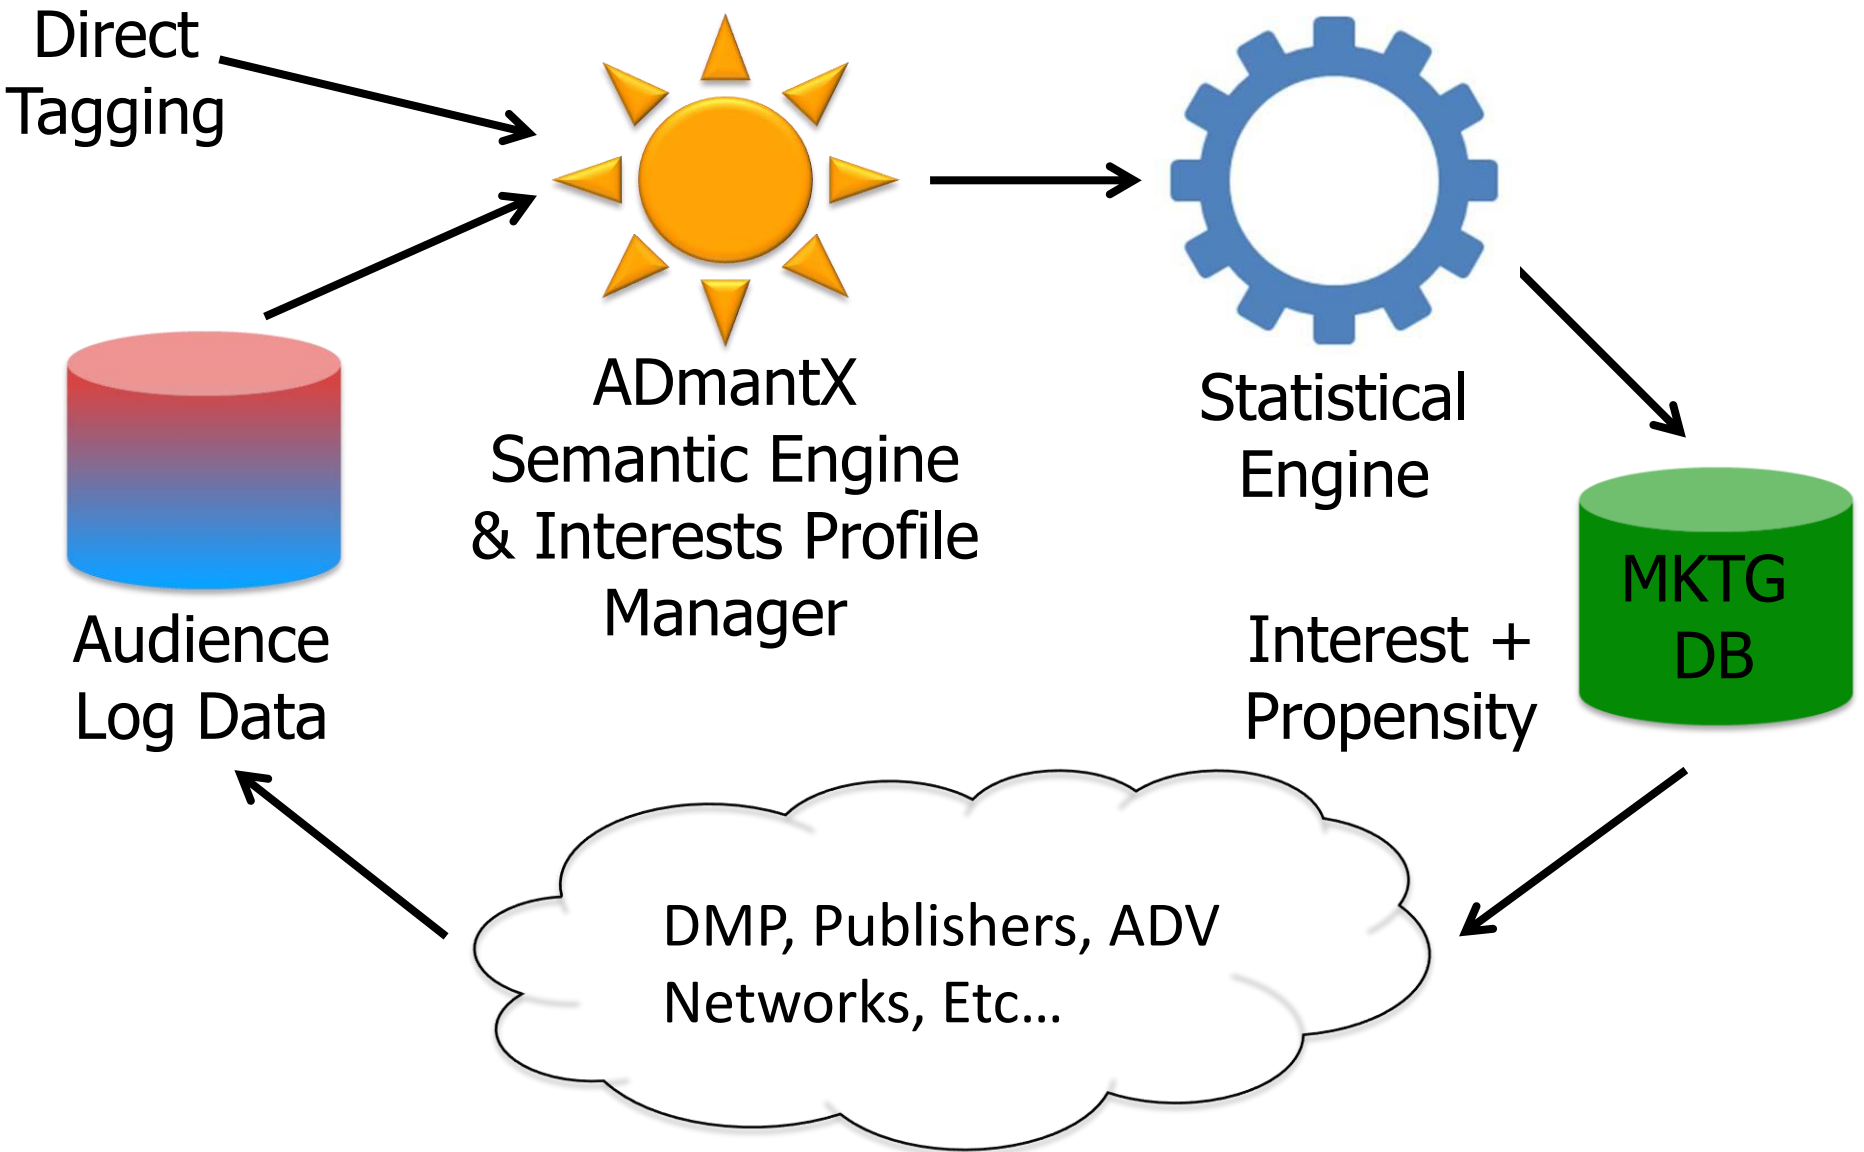 Direct
Tagging
ADmantX
Semantic Engine
& Interests Profile
Manager
Statistical
Engine
MKTG
DB
Interest +
Propensity
Audience
Log Data
DMP, Publishers, ADV
Networks, Etc...